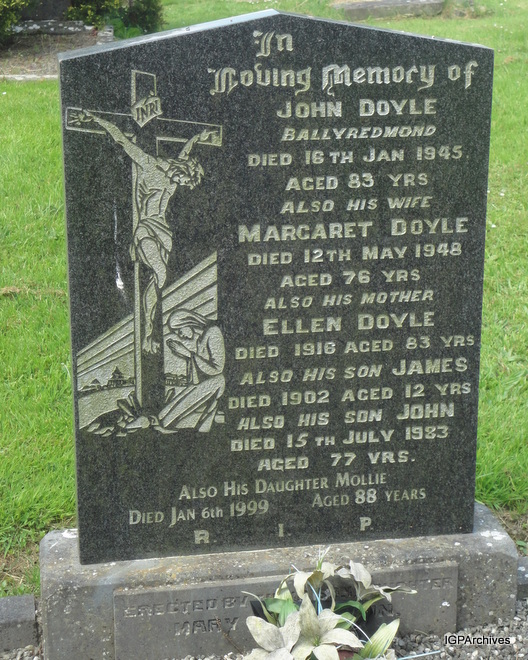 INRI
In
Loving Memory of
JOHN DOYLE
BALLYREDMOND
DIED 16TH JAN 1945.
AGED 83 YRS
ALSO HIS WIFE
MARGARET DOYLE
DIED 12TH MAY 1948
AGED 76 YRS
ALSO HIS MOTHER
ELLEN DOYLE
DIED 1916 AGED 83 YRS
ALSO HIS SON JAMES
DIED 1902 AGED 12 YRS
ALSO HIS SON JOHN
DIED 15TH JULY 1983
AGED 77 YRS.
ALSO HIS DAUGHTER MOLLIE
DIED JAN 6TH 1999 AGED 88 YEARS
R I P
ERECTED BY
MARY
IGPArchives